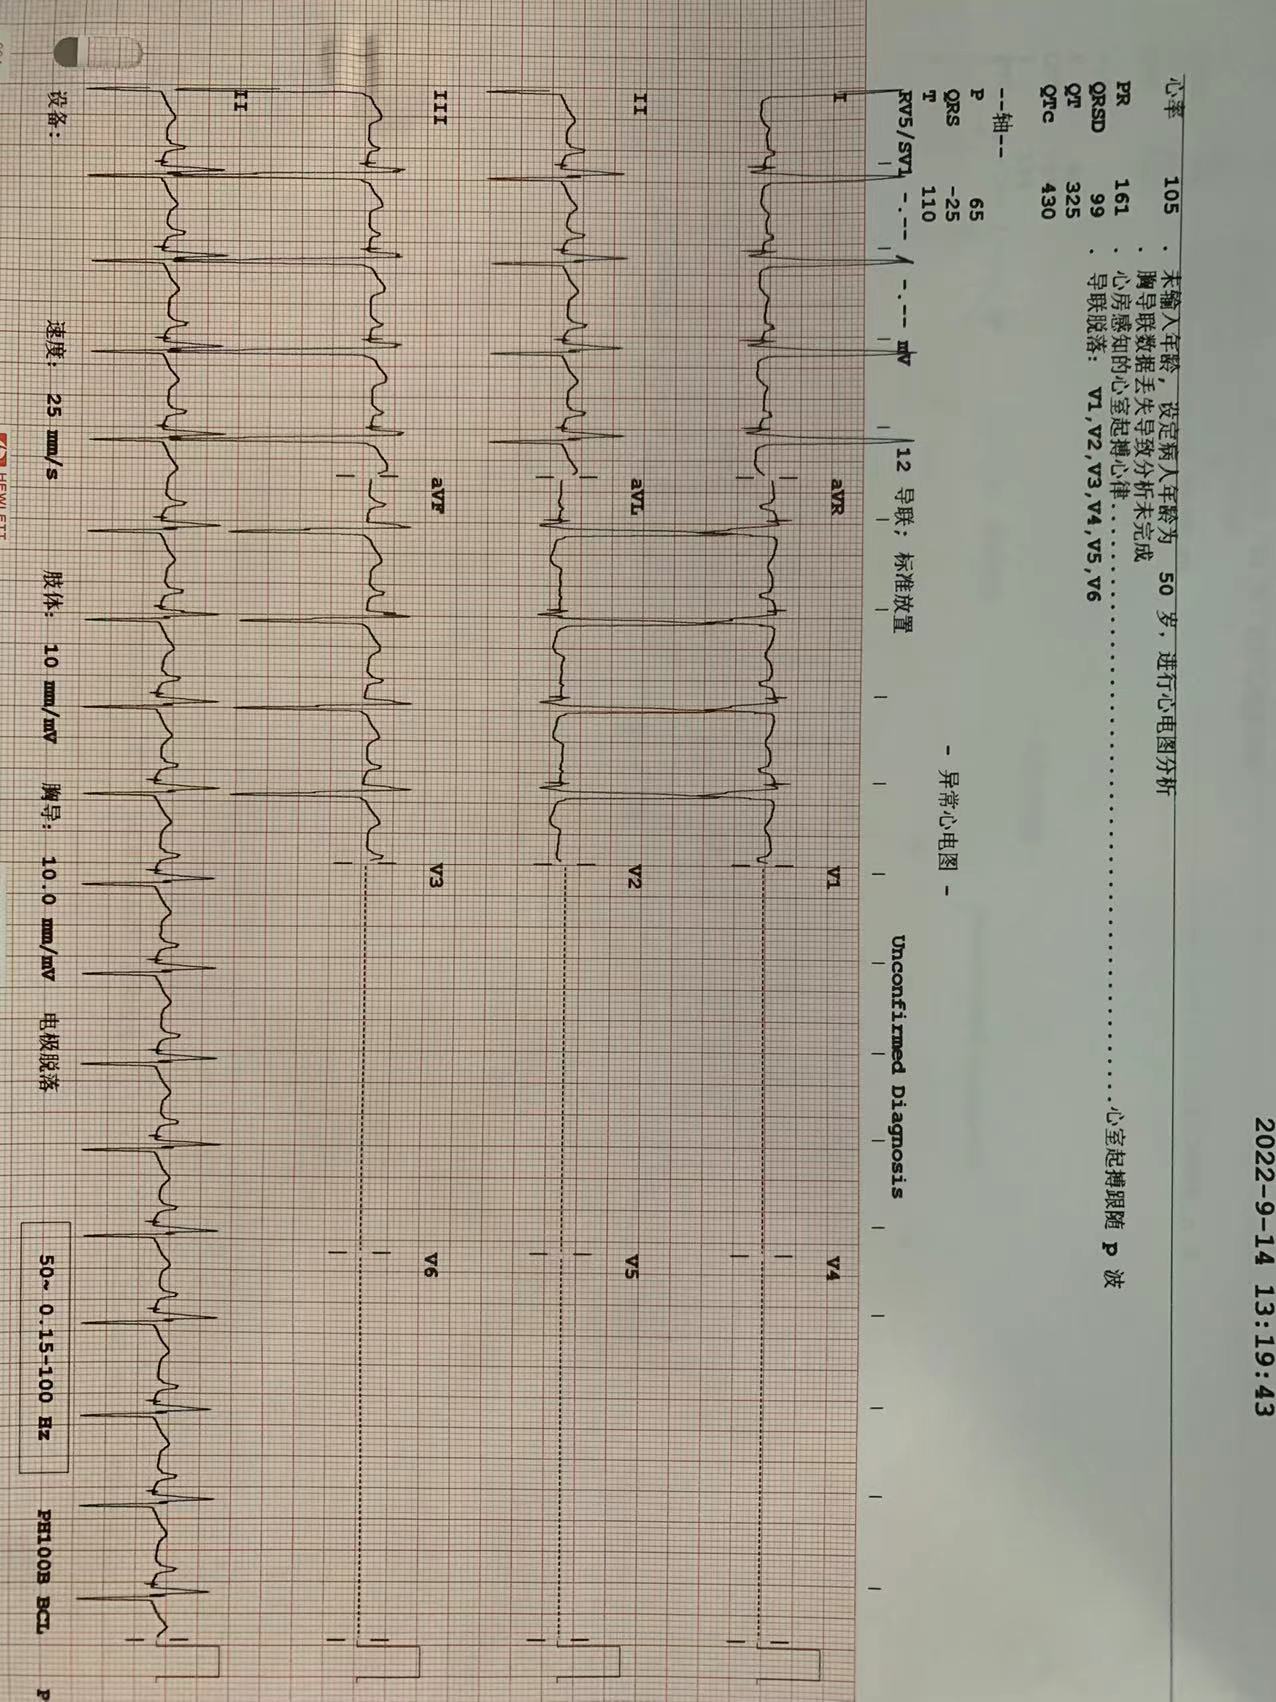 2022-9-14 13:19:43
心率 105 . 未输入年龄，设定病人年龄为 50 岁，进行心电图分析
. 胸导联数据丢失导致分析未完成
PR 161 . 心房感知的心室起搏心律......................................................心室起搏跟随 p 波
QRSD 99 . 导联脱落： V1,V2,V3,V4,V5,V6
QT 325
QTc 430
--轴--
P 65
QRS -25
T 110
- 异常心电图 -
RV5/SV1 -.-- / -.-- mV
12 导联; 标准放置
Unconfirmed Diagnosis
I aVR V1 V4
II aVL V2 V5
III aVF V3 V6
II
设备： 速度： 25 mm/s 肢体： 10 mm/mV 胸导： 10.0 mm/mV 电极脱落 50~ 0.15-100 Hz PH100B BCL P
HEWLETT